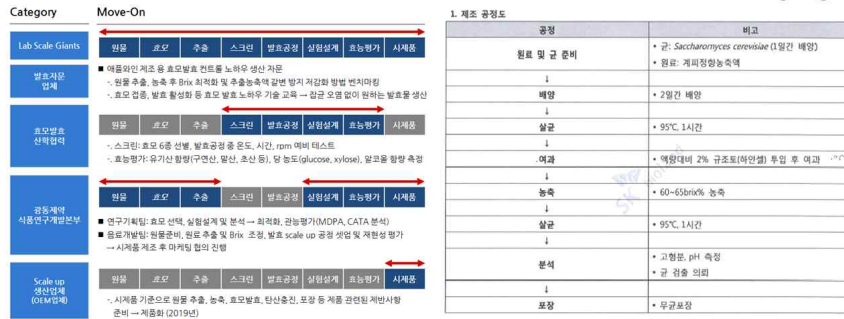 Category
Move-On
Lab Scale Giants
원물 효모 추출 스크린 발효공정 실험설계 효능평가 시제품
발효자문
업체
■ 애플와인 제조 용 효모발효 컨트롤 노하우 생산 자문
-. 원물 추출, 농축 후 Brix 최적화 및 추출농축액 갈변 방지 저감화 방법 벤치마킹
-. 효모 접종, 발효 활성화 등 효모 발효 노하우 기술 교육 → 잡균 오염 없이 원하는 발효물 생산
효모발효
산학협력
원물 효모 추출 스크린 발효공정 실험설계 효능평가 시제품
-. 스크린: 효모 6종 선별, 발효공정 중 온도, 시간, rpm 예비 테스트
-. 효능평가: 유기산 함량(구연산, 말산, 초산 등), 당 농도(glucose, xylose), 알코올 함량 측정
광동제약
식품연구개발본부
원물 효모 추출 스크린 발효공정 실험설계 효능평가 시제품
■ 연구기획팀: 효모 선택, 실험설계 및 분석 → 최적화, 관능평가(MDPA, CATA 분석)
■ 음료개발팀: 원물준비, 원료 추출 및 Brix 조정, 발효 scale up 공정 셋업 및 재현성 평가
→ 시제품 제조 후 마케팅 협의 진행
Scale up
생산업체
(OEM업체)
원물 효모 추출 스크린 발효공정 실험설계 효능평가 시제품
-. 시제품 기준으로 원물 추출, 농축, 효모발효, 탄산충진, 포장 등 제품 관련된 제반사항
준비 → 제품화 (2019년)
1. 제조 공정도
공정 비고
원료 및 균 준비
• 균: Saccharomyces cerevisiae (1일간 배양)
• 원료: 계피정향농축액
↓
배양 • 2일간 배양
↓
살균 • 95℃, 1시간
↓
여과 • 액량대비 2% 규조토(하안셀) 투입 후 여과
↓
농축 • 60~65brix% 농축
↓
살균 • 95℃, 1시간
↓
분석
• 고형분, pH 측정
• 균 검출 의뢰
↓
포장 • 무균포장